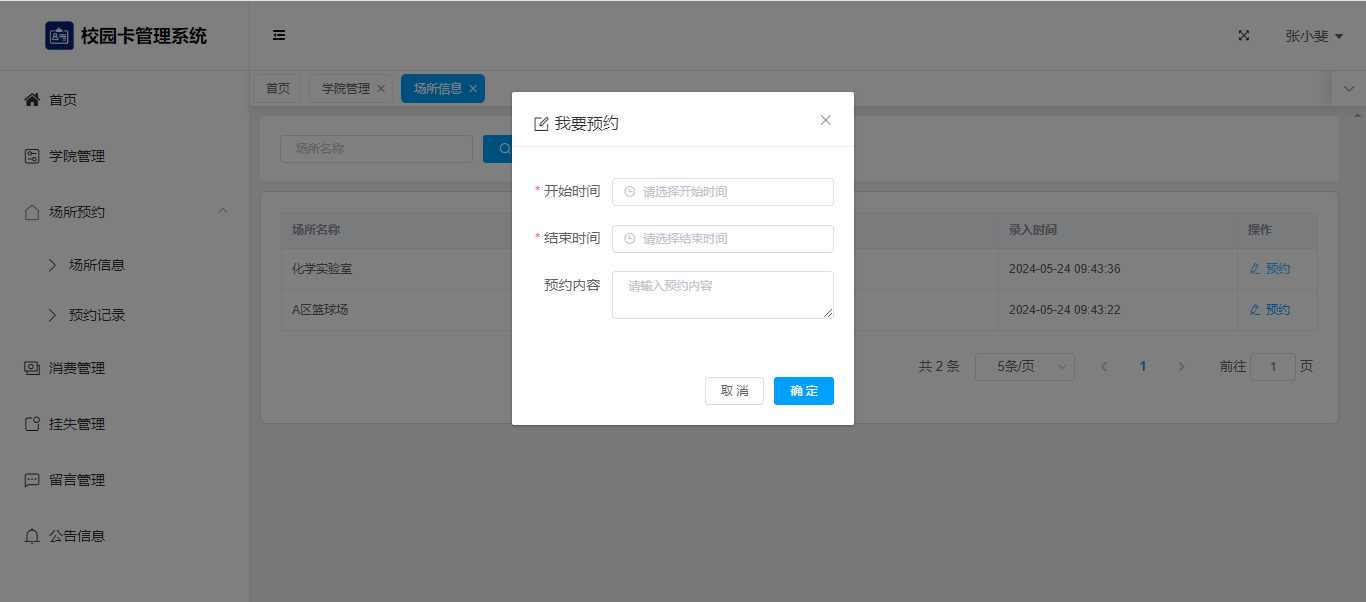 校园卡管理系统
张小斐
首页
学院管理
场所预约
场所信息
预约记录
消费管理
挂失管理
留言管理
公告信息
首页 学院管理 场所信息
场所名称
场所名称 录入时间 操作
化学实验室 2024-05-24 09:43:36 预约
A区篮球场 2024-05-24 09:43:22 预约
共 2 条 5条/页 1 前往 1 页
我要预约
* 开始时间 请选择开始时间
* 结束时间 请选择结束时间
预约内容 请输入预约内容
取 消 确 定